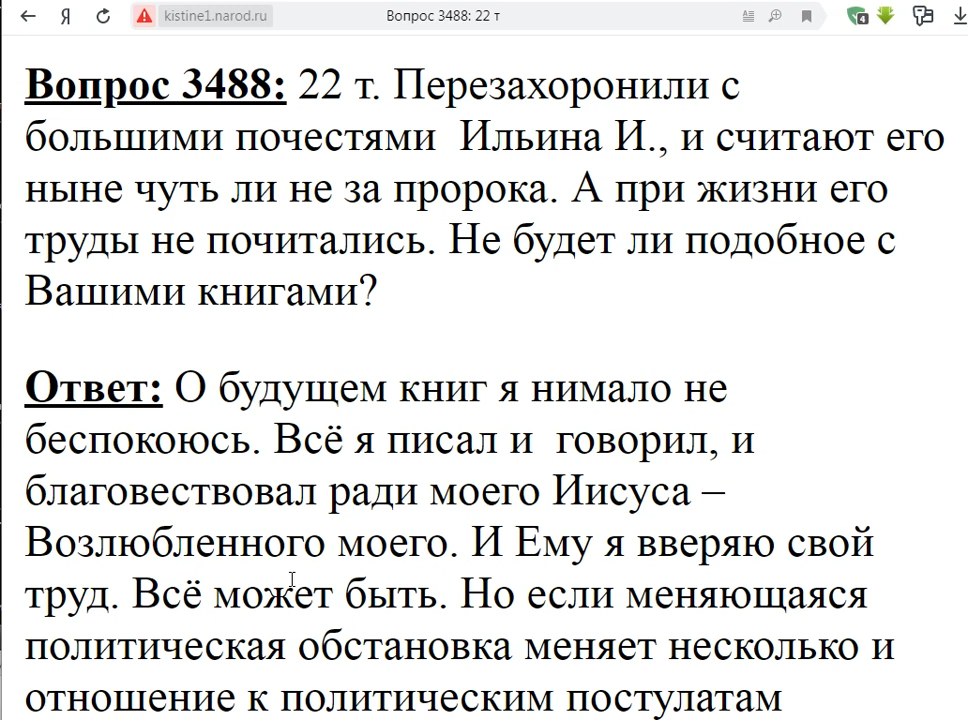 Я
kistine1.narod.ru
Вопрос 3488: 22 т
4
Вопрос 3488: 22 т. Перезахоронили с
большими почестями Ильина И., и считают его
ныне чуть ли не за пророка. А при жизни его
труды не почитались. Не будет ли подобное с
Вашими книгами?
Ответ: О будущем книг я нимало не
беспокоюсь. Всё я писал и говорил, и
благовествовал ради моего Иисуса –
Возлюбленного моего. И Ему я вверяю свой
труд. Всё может быть. Но если меняющаяся
политическая обстановка меняет несколько и
отношение к политическим постулатам